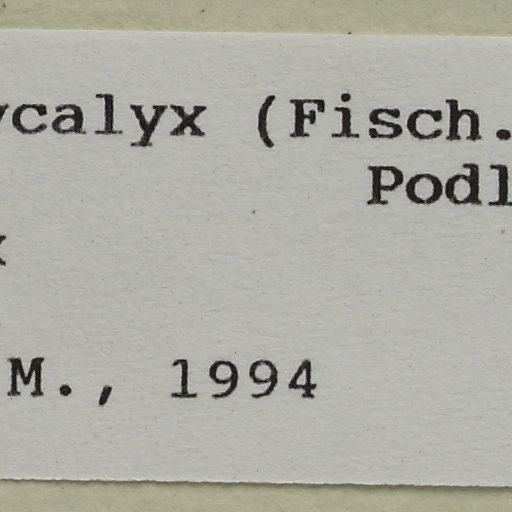 ycalyx (Fisch.
Podl
x
M., 1994